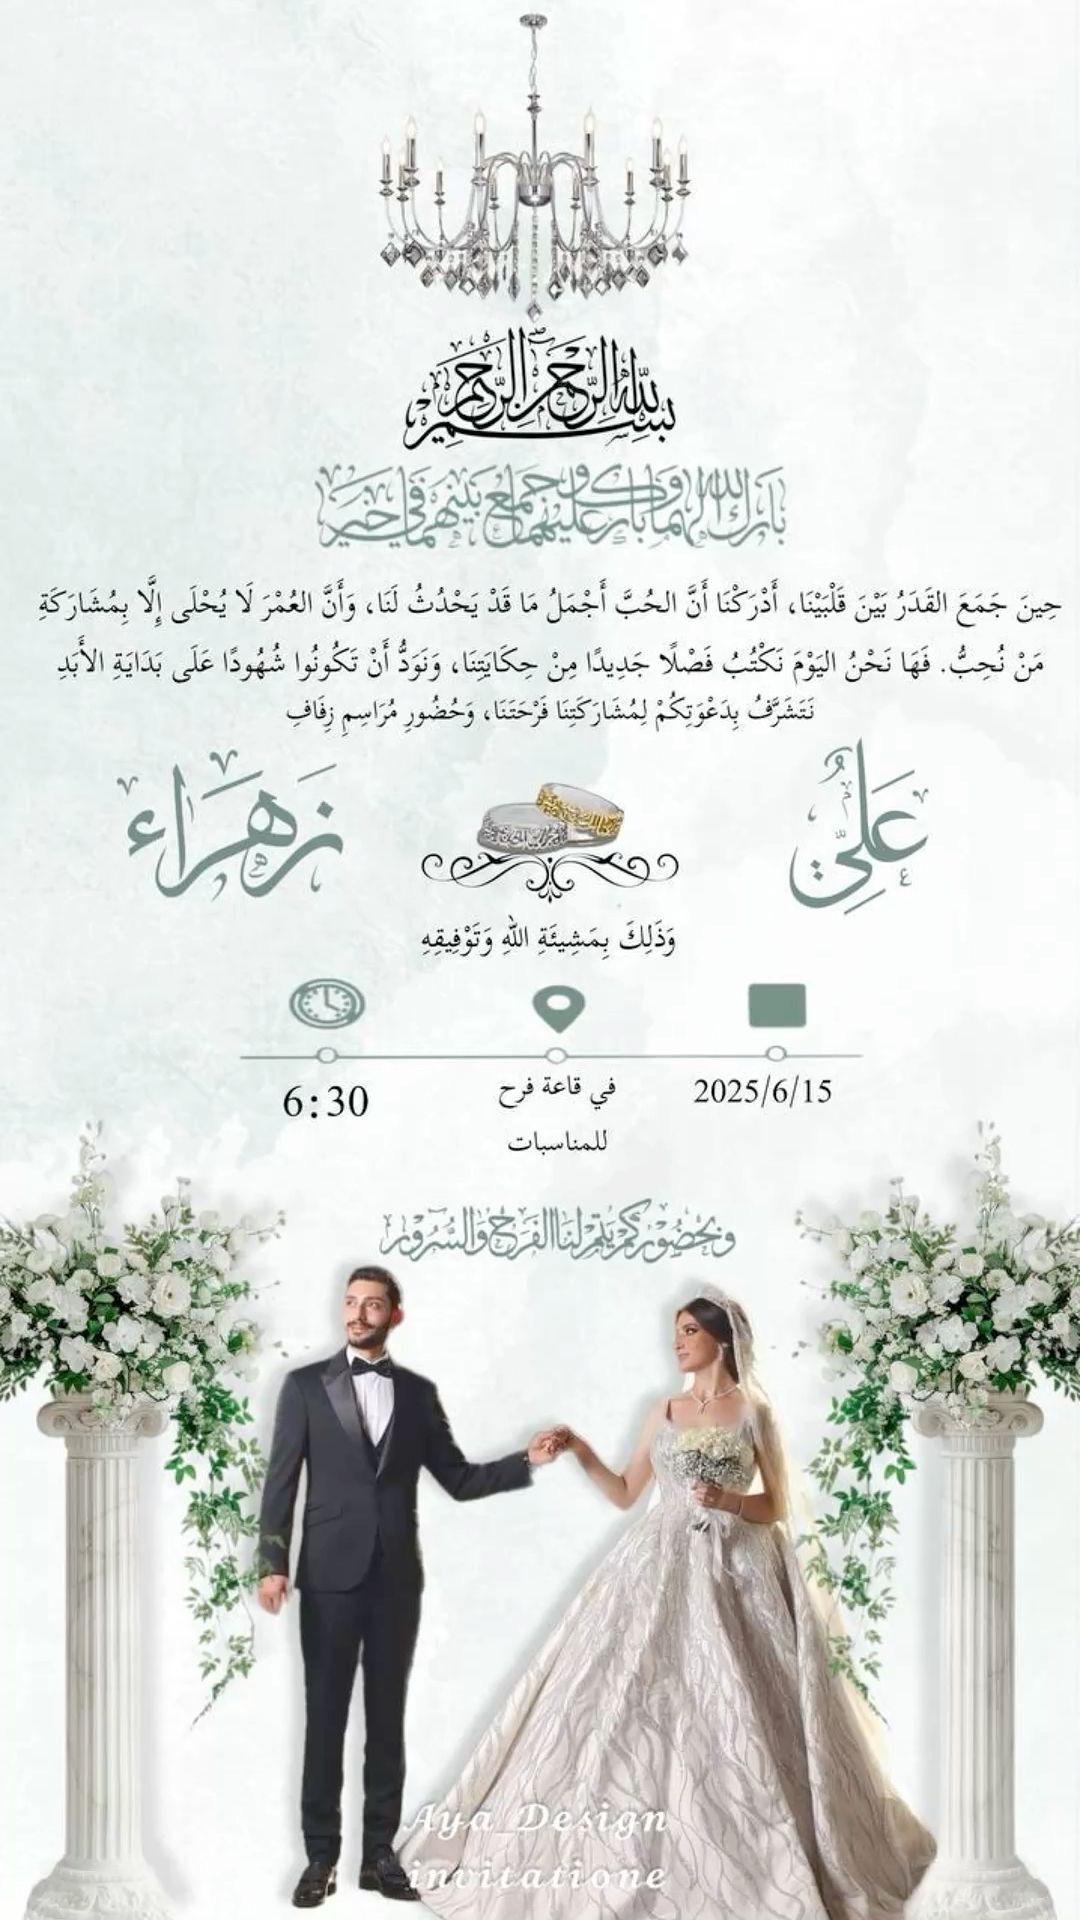 بسم الله الرحمن الرحيم
بارك الله لهما وبارك عليهما وجمع بينهما في خير
حِينَ جَمَعَ القَدَرُ بَيْنَ قَلْبَيْنَا، أَدْرَكْنَا أَنَّ الحُبَّ أَجْمَلُ مَا قَدْ يَحْدُثُ لَنَا، وَأَنَّ العُمْرَ لَا يُحْلَى إِلَّا بِمُشَارَكَةِ
مَنْ نُحِبُّ. فَهَا نَحْنُ اليَوْمَ نَكْتُبُ فَصْلًا جَدِيدًا مِنْ حِكَايَتِنَا، وَنَوَدُّ أَنْ تَكُونُوا شُهُودًا عَلَى بَدَايَةِ الأَبَدِ
نَتَشَرَّفُ بِدَعْوَتِكُمْ لِمُشَارَكَتِنَا فَرْحَتَنَا، وَحُضُورِ مُرَاسِمِ زِفَافِ
عَلِيٌّ زَهْرَاء
وَذَلِكَ بِمَشِيئَةِ اللهِ وَتَوْفِيقِهِ
2025/6/15 في قاعة فرح 6:30
للمناسبات
وبحضوركم يتم لنا الفرح والسرور
Aya_Design
invitatione